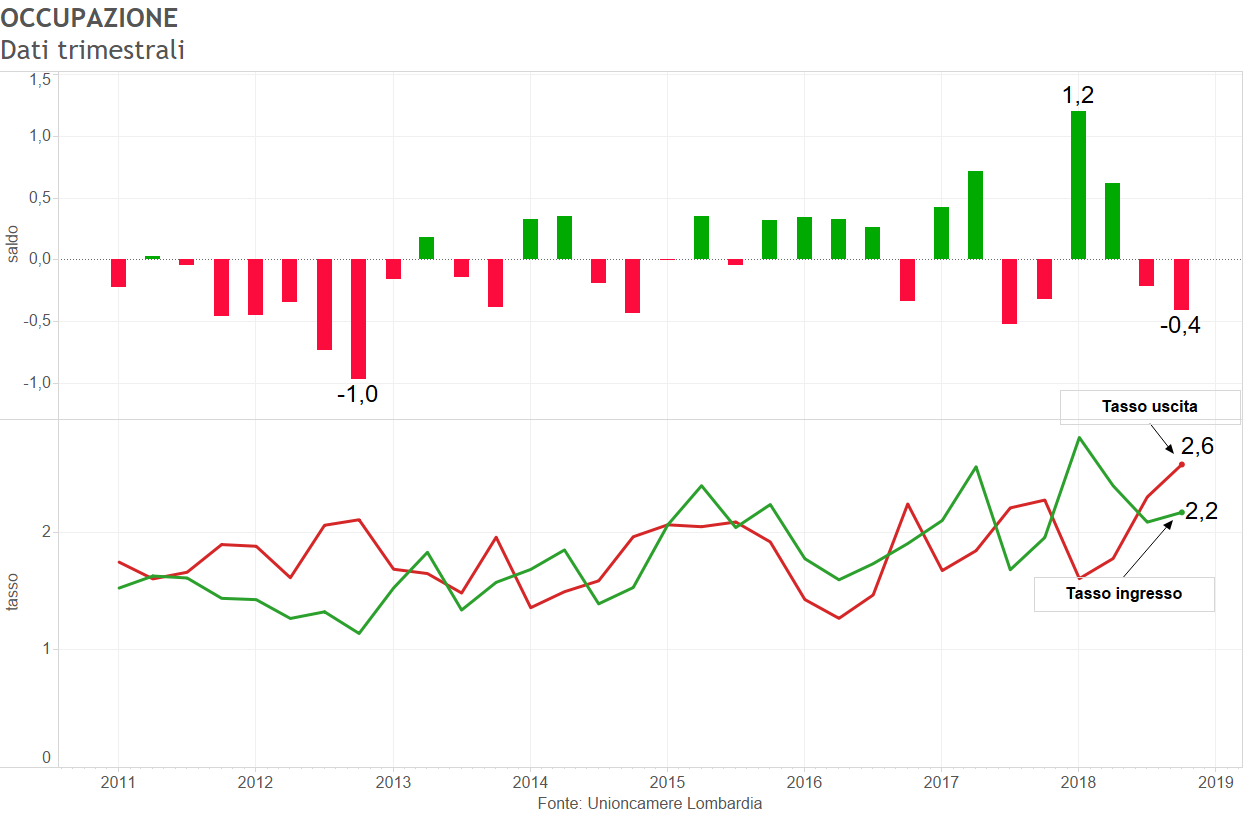 OCCUPAZIONE
Dati trimestrali
1,5
1,0
0,5
0,0
-0,5
-1,0
saldo
1,2
-1,0
-0,4
Tasso uscita
2,6
2,2
Tasso ingresso
2
1
0
tasso
2011 2012 2013 2014 2015 2016 2017 2018 2019
Fonte: Unioncamere Lombardia